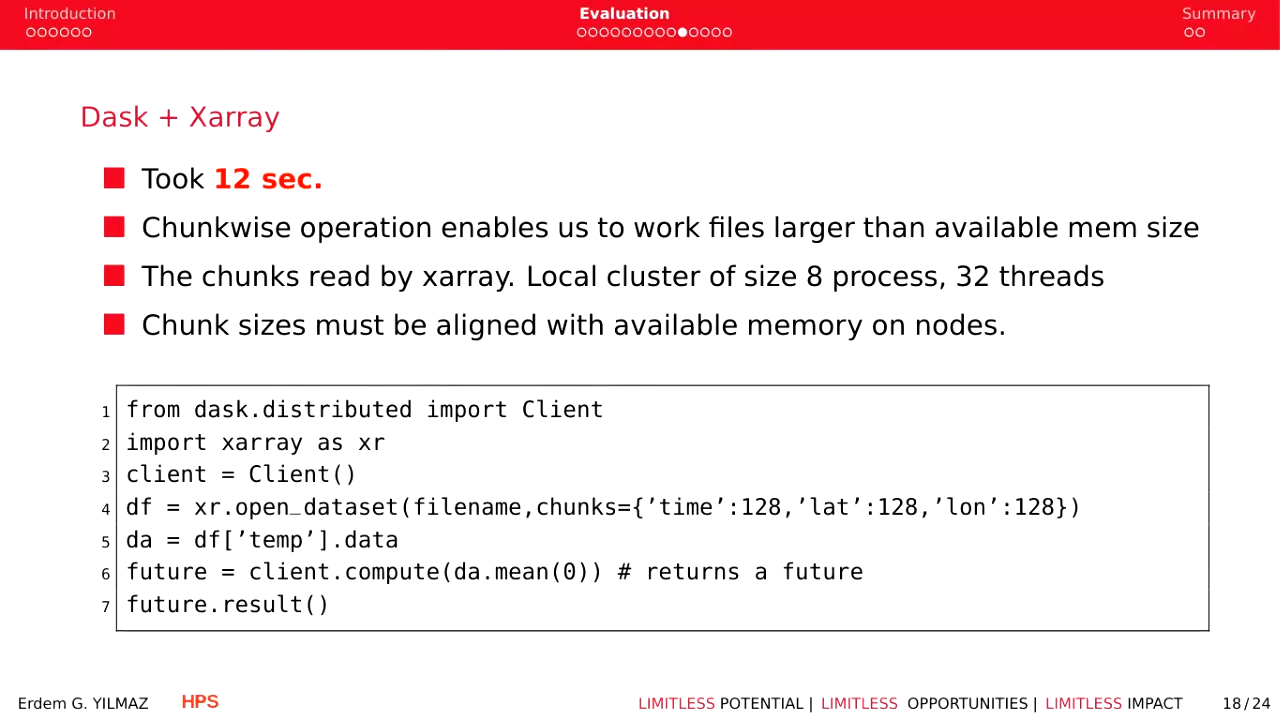 Introduction
Evaluation
Summary
Dask + Xarray
Took 12 sec.
Chunkwise operation enables us to work files larger than available mem size
The chunks read by xarray. Local cluster of size 8 process, 32 threads
Chunk sizes must be aligned with available memory on nodes.
1 from dask.distributed import Client
2 import xarray as xr
3 client = Client()
4 df = xr.open_dataset(filename,chunks={’time’:128,’lat’:128,’lon’:128})
5 da = df[’temp’].data
6 future = client.compute(da.mean(0)) # returns a future
7 future.result()
Erdem G. YILMAZ HPS LIMITLESS POTENTIAL | LIMITLESS OPPORTUNITIES | LIMITLESS IMPACT 18/24